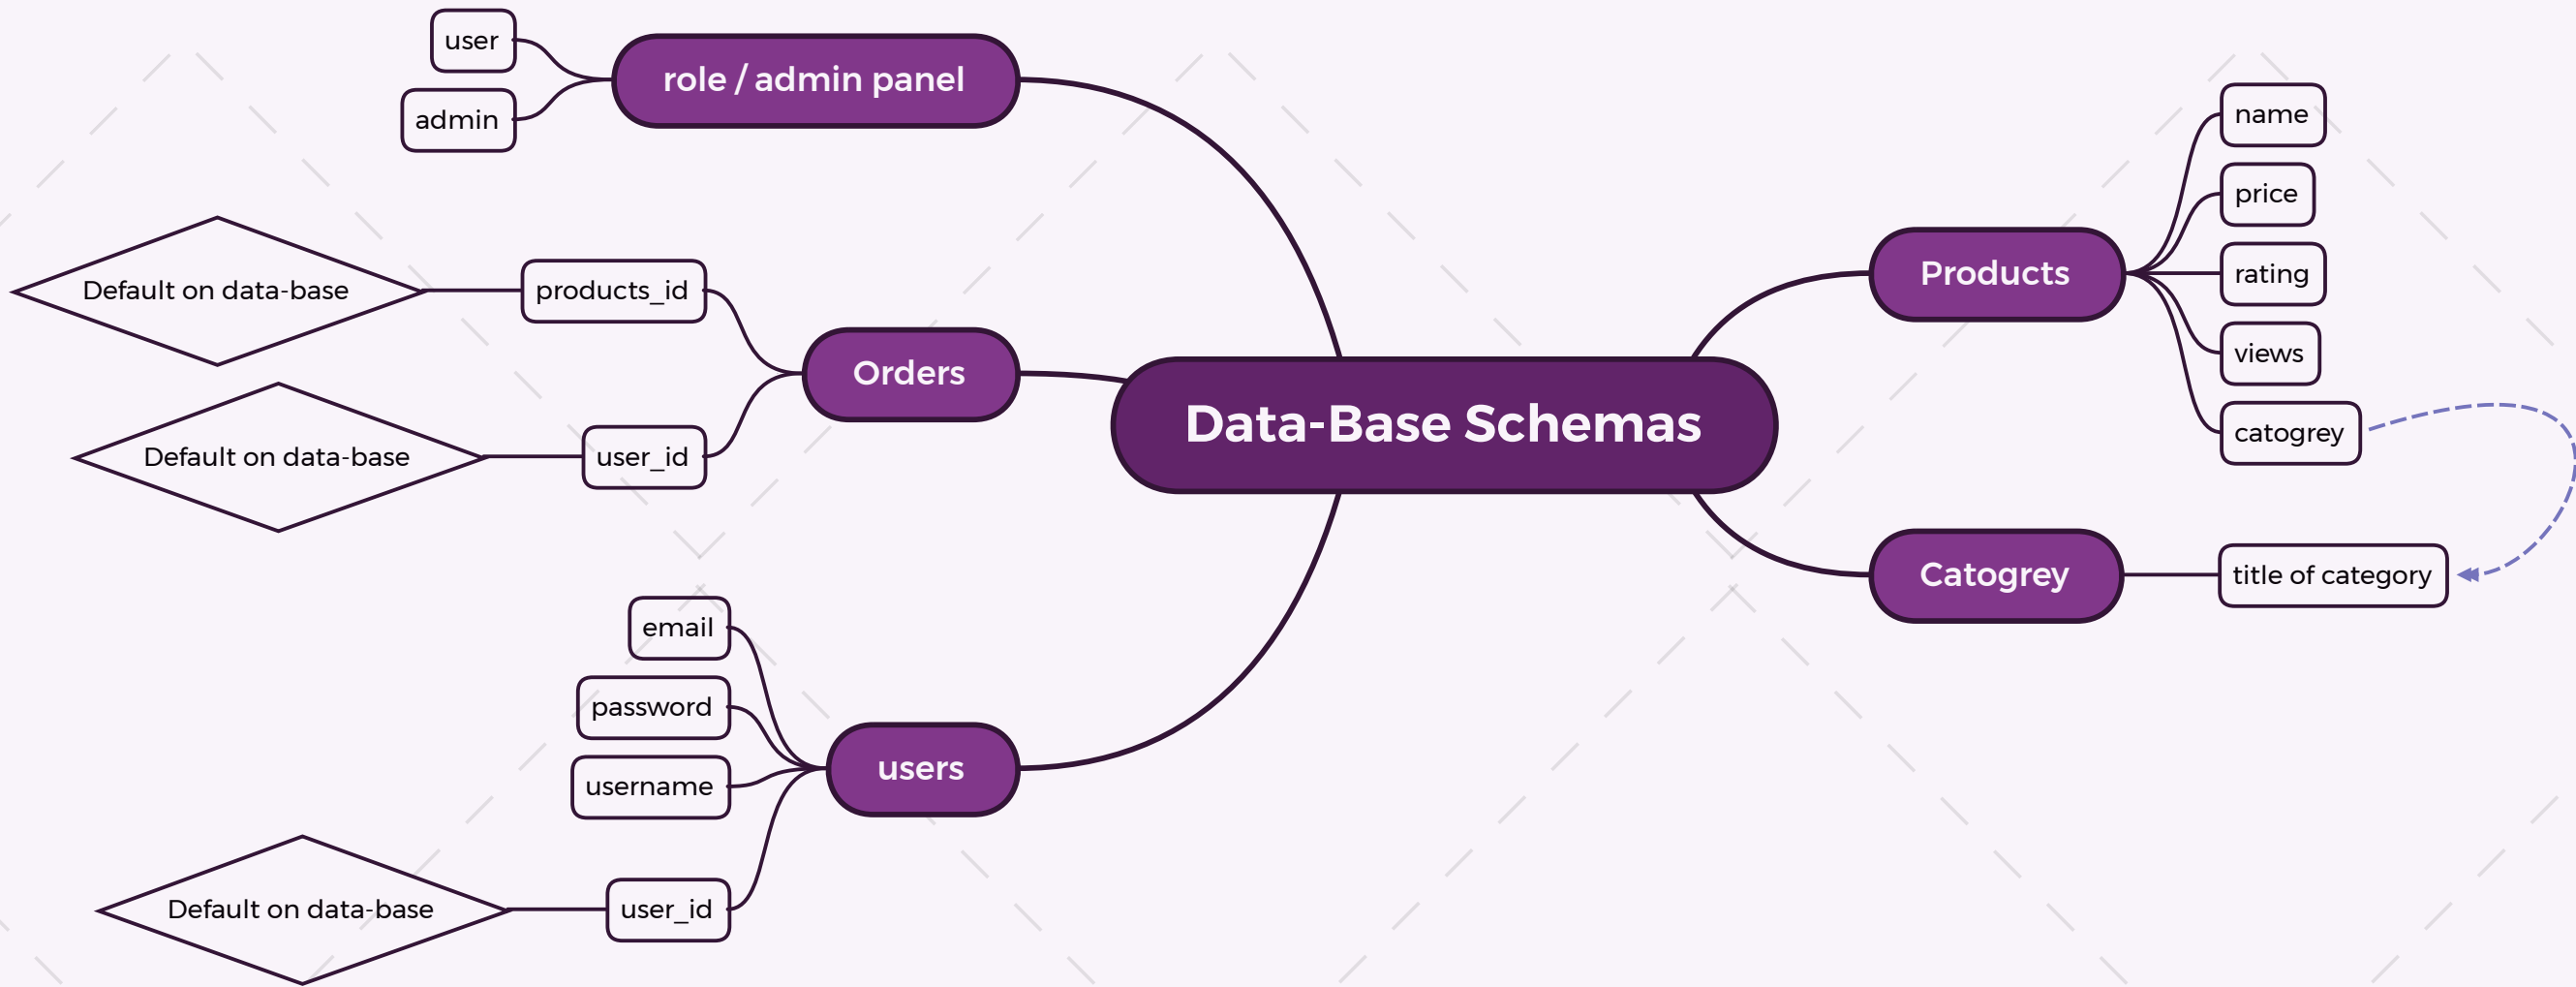 user
admin
role / admin panel
Default on data-base
products_id
Default on data-base
user_id
Orders
email
password
username
Default on data-base
user_id
users
Data-Base Schemas
Products
name
price
rating
views
catogrey
Catogrey
title of category